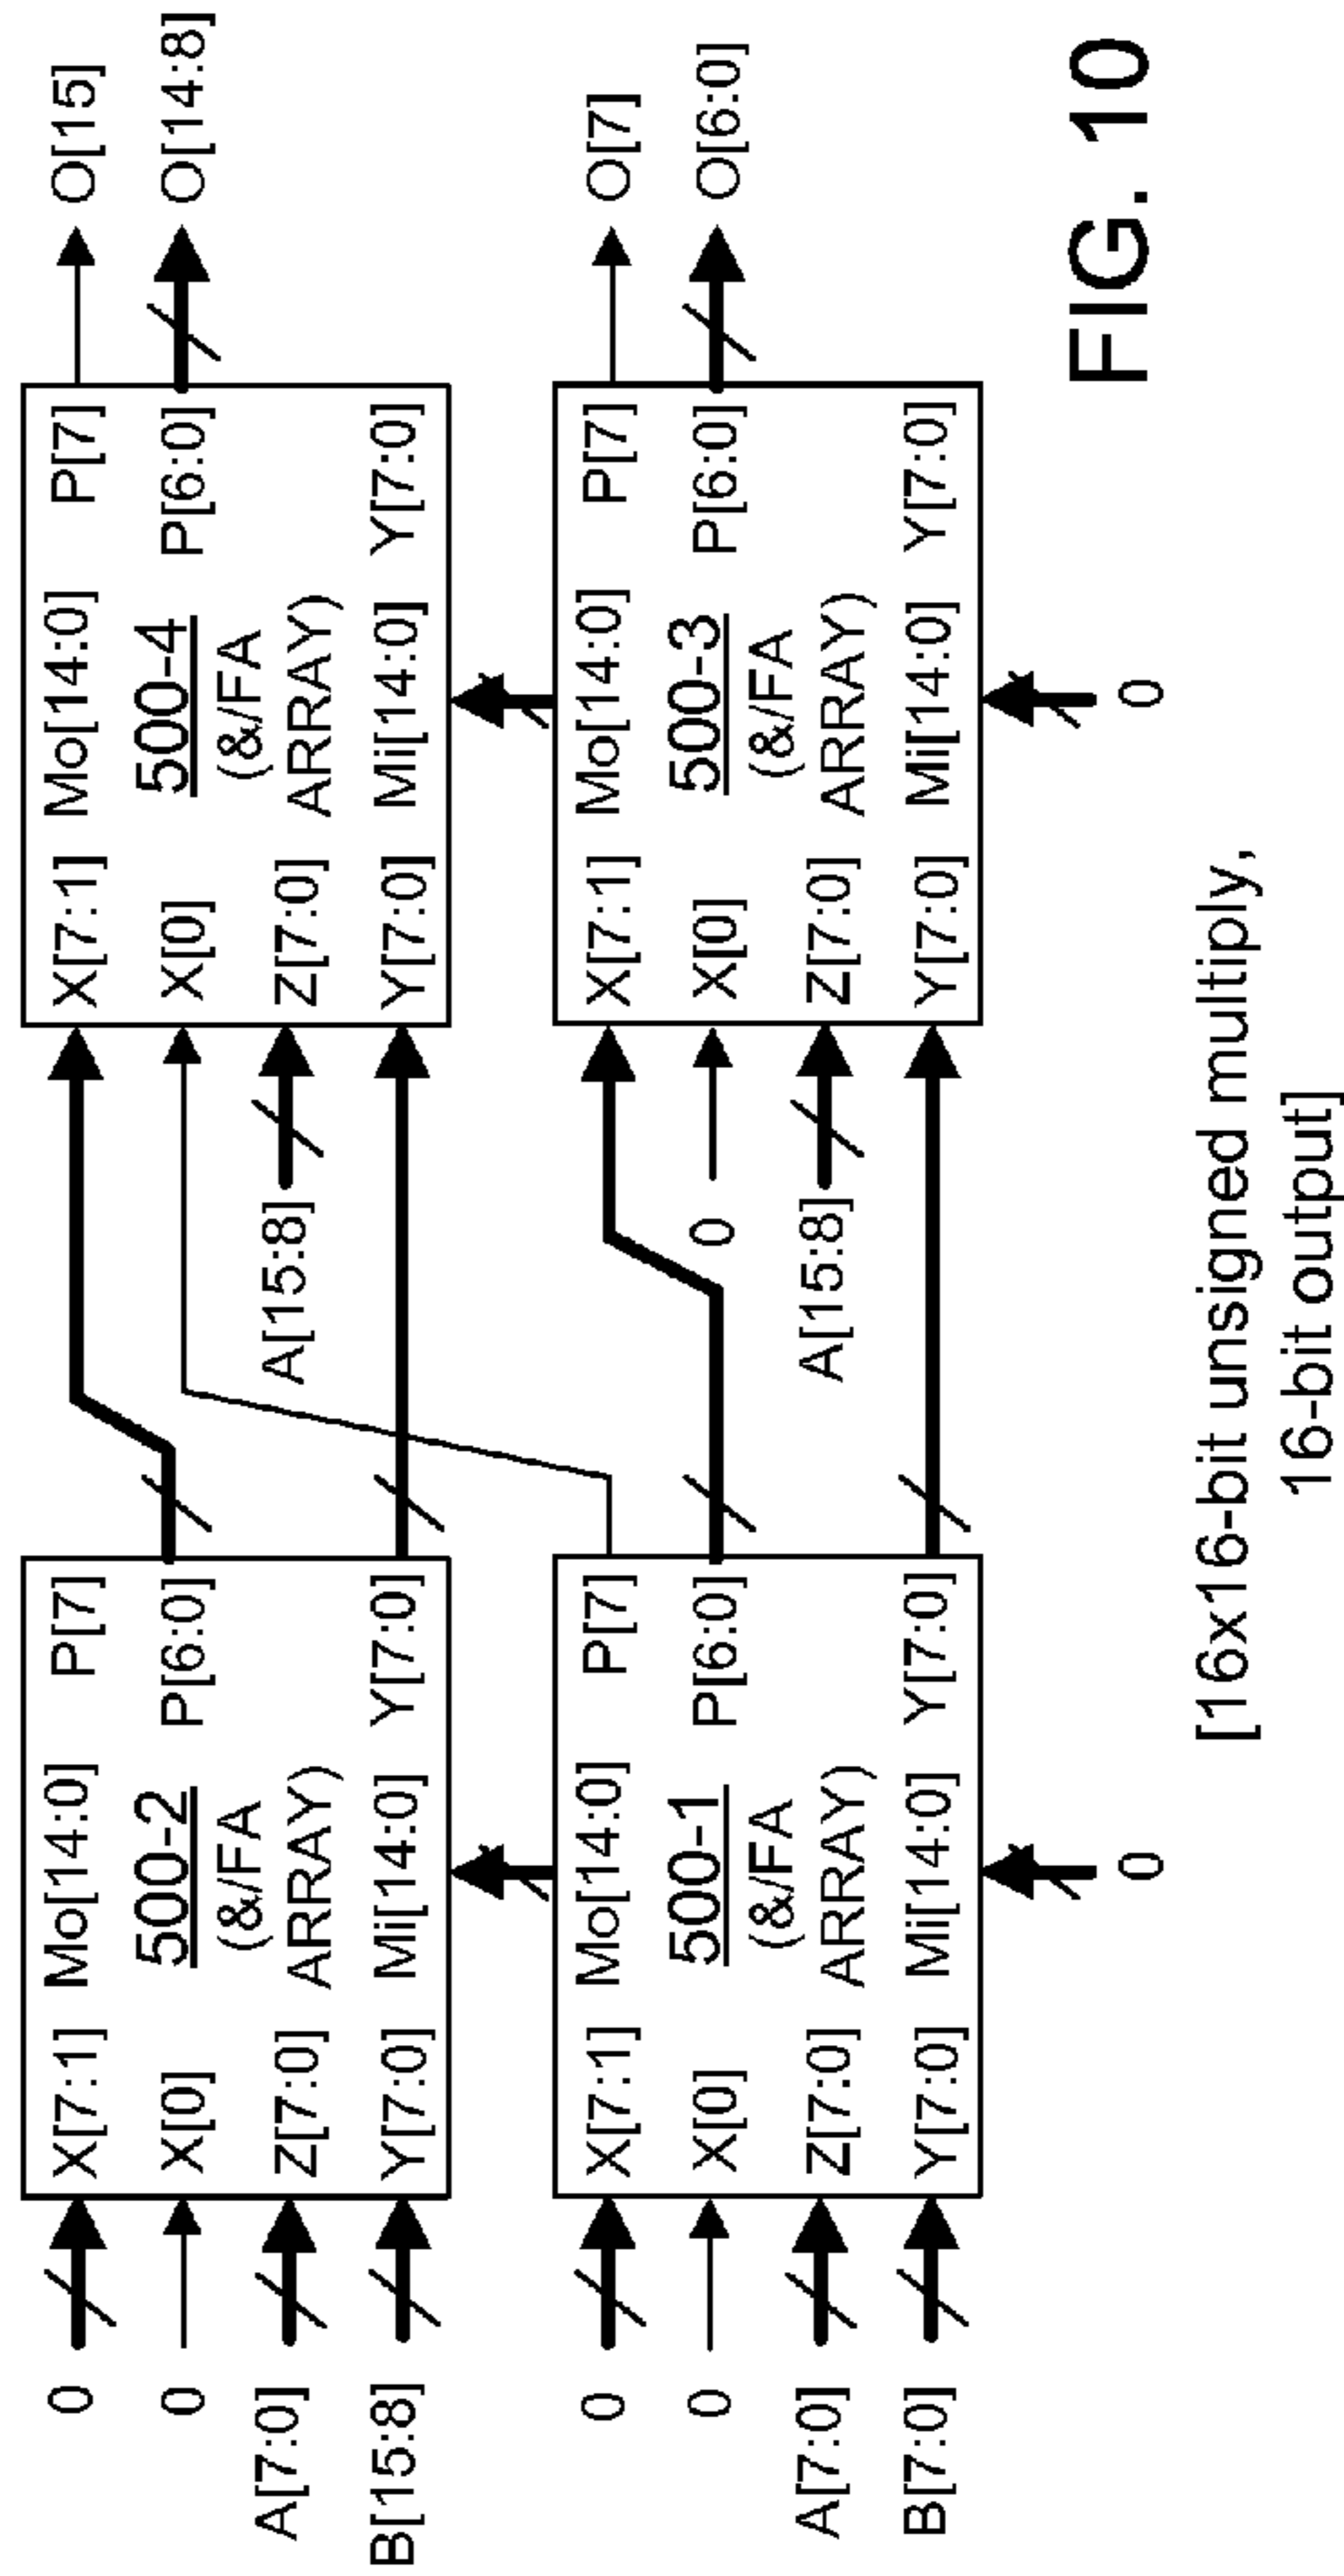 0
0
A[7:0]
B[15:8]
X[7:1] Mo[14:0] P[7]
X[0] 500-2 P[6:0]
Z[7:0] (&/FA
ARRAY)
Y[7:0] Mi[14:0] Y[7:0]
A[15:8]
X[7:1] Mo[14:0] P[7]
X[0] 500-4 P[6:0]
Z[7:0] (&/FA
ARRAY)
Y[7:0] Mi[14:0] Y[7:0]
O[15]
O[14:8]
0
0
A[7:0]
B[7:0]
X[7:1] Mo[14:0] P[7]
X[0] 500-1 P[6:0]
Z[7:0] (&/FA
ARRAY)
Y[7:0] Mi[14:0] Y[7:0]
0
0
A[15:8]
X[7:1] Mo[14:0] P[7]
X[0] 500-3 P[6:0]
Z[7:0] (&/FA
ARRAY)
Y[7:0] Mi[14:0] Y[7:0]
0
O[7]
O[6:0]
[16x16-bit unsigned multiply,
16-bit output]
FIG. 10